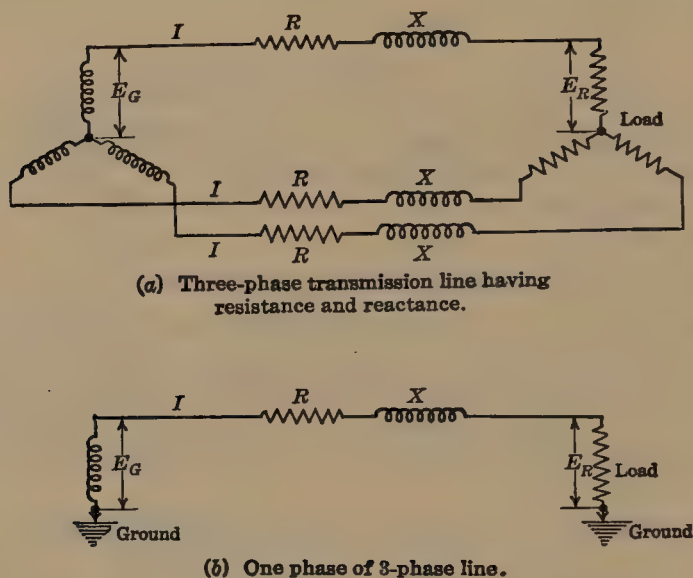 I R X
E_G E_R
Load
I R X
I R X
(a) Three-phase transmission line having
resistance and reactance.
I R X
E_G E_R Load
Ground Ground
(b) One phase of 3-phase line.